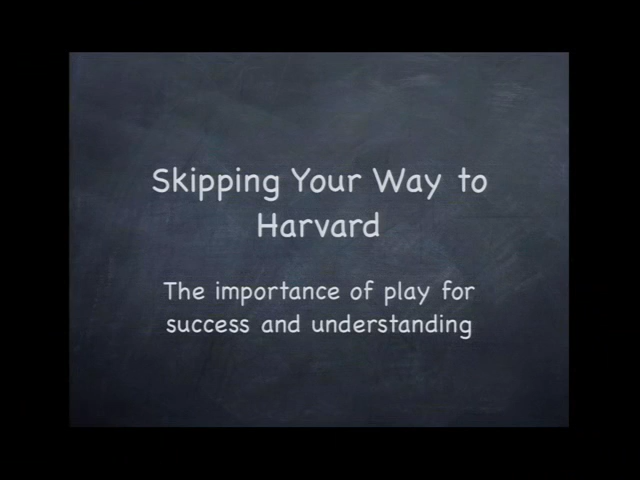 Skipping Your Way to
Harvard
The importance of play for
success and understanding